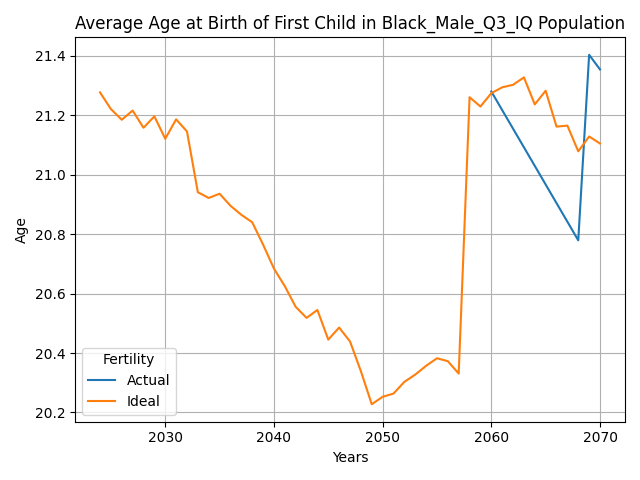 Average Age at Birth of First Child in Black_Male_Q3_IQ Population
Age
21.4
21.2
21.0
20.8
20.6
20.4
20.2
Fertility
Actual
Ideal
2030 2040 2050 2060 2070
Years